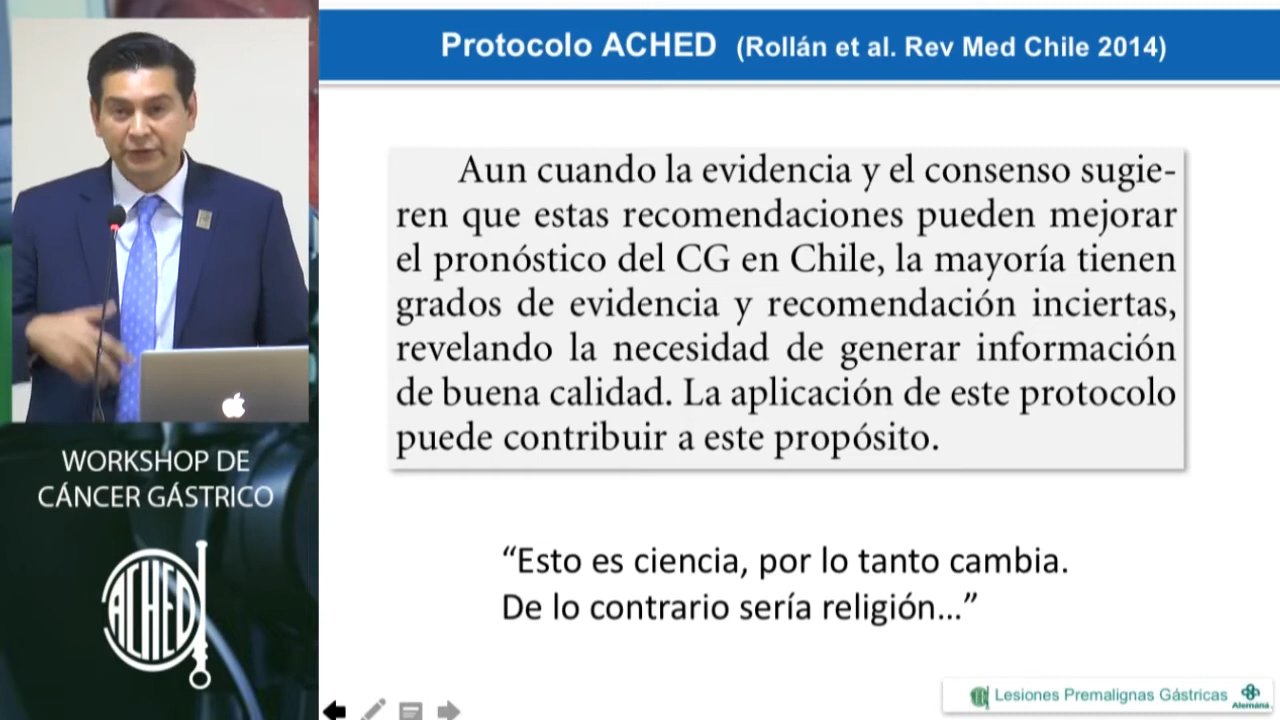 Protocolo ACHED (Rollán et al. Rev Med Chile 2014)
Aun cuando la evidencia y el consenso sugie-
ren que estas recomendaciones pueden mejorar
el pronóstico del CG en Chile, la mayoría tienen
grados de evidencia y recomendación inciertas,
revelando la necesidad de generar información
de buena calidad. La aplicación de este protocolo
puede contribuir a este propósito.
“Esto es ciencia, por lo tanto cambia.
De lo contrario sería religión...”
WORKSHOP DE
CÁNCER GÁSTRICO
ACHED
Lesiones Premalignas Gástricas
Alemana